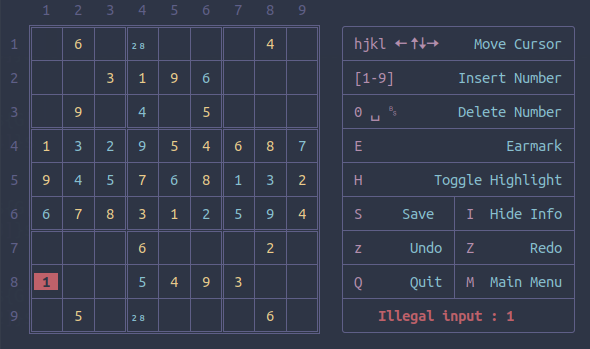 1 2 3 4 5 6 7 8 9
1 6 28 4 hjkl ←↑↓→ Move Cursor
2 3 1 9 6 [1-9] Insert Number
3 9 4 5 0 ␣ ␈ Delete Number
4 1 3 2 9 5 4 6 8 7 E Earmark
5 9 4 5 7 6 8 1 3 2 H Toggle Highlight
6 6 7 8 3 1 2 5 9 4 S Save I Hide Info
7 6 2 z Undo Z Redo
8 1 5 4 9 3 Q Quit M Main Menu
9 5 28 6 Illegal input : 1